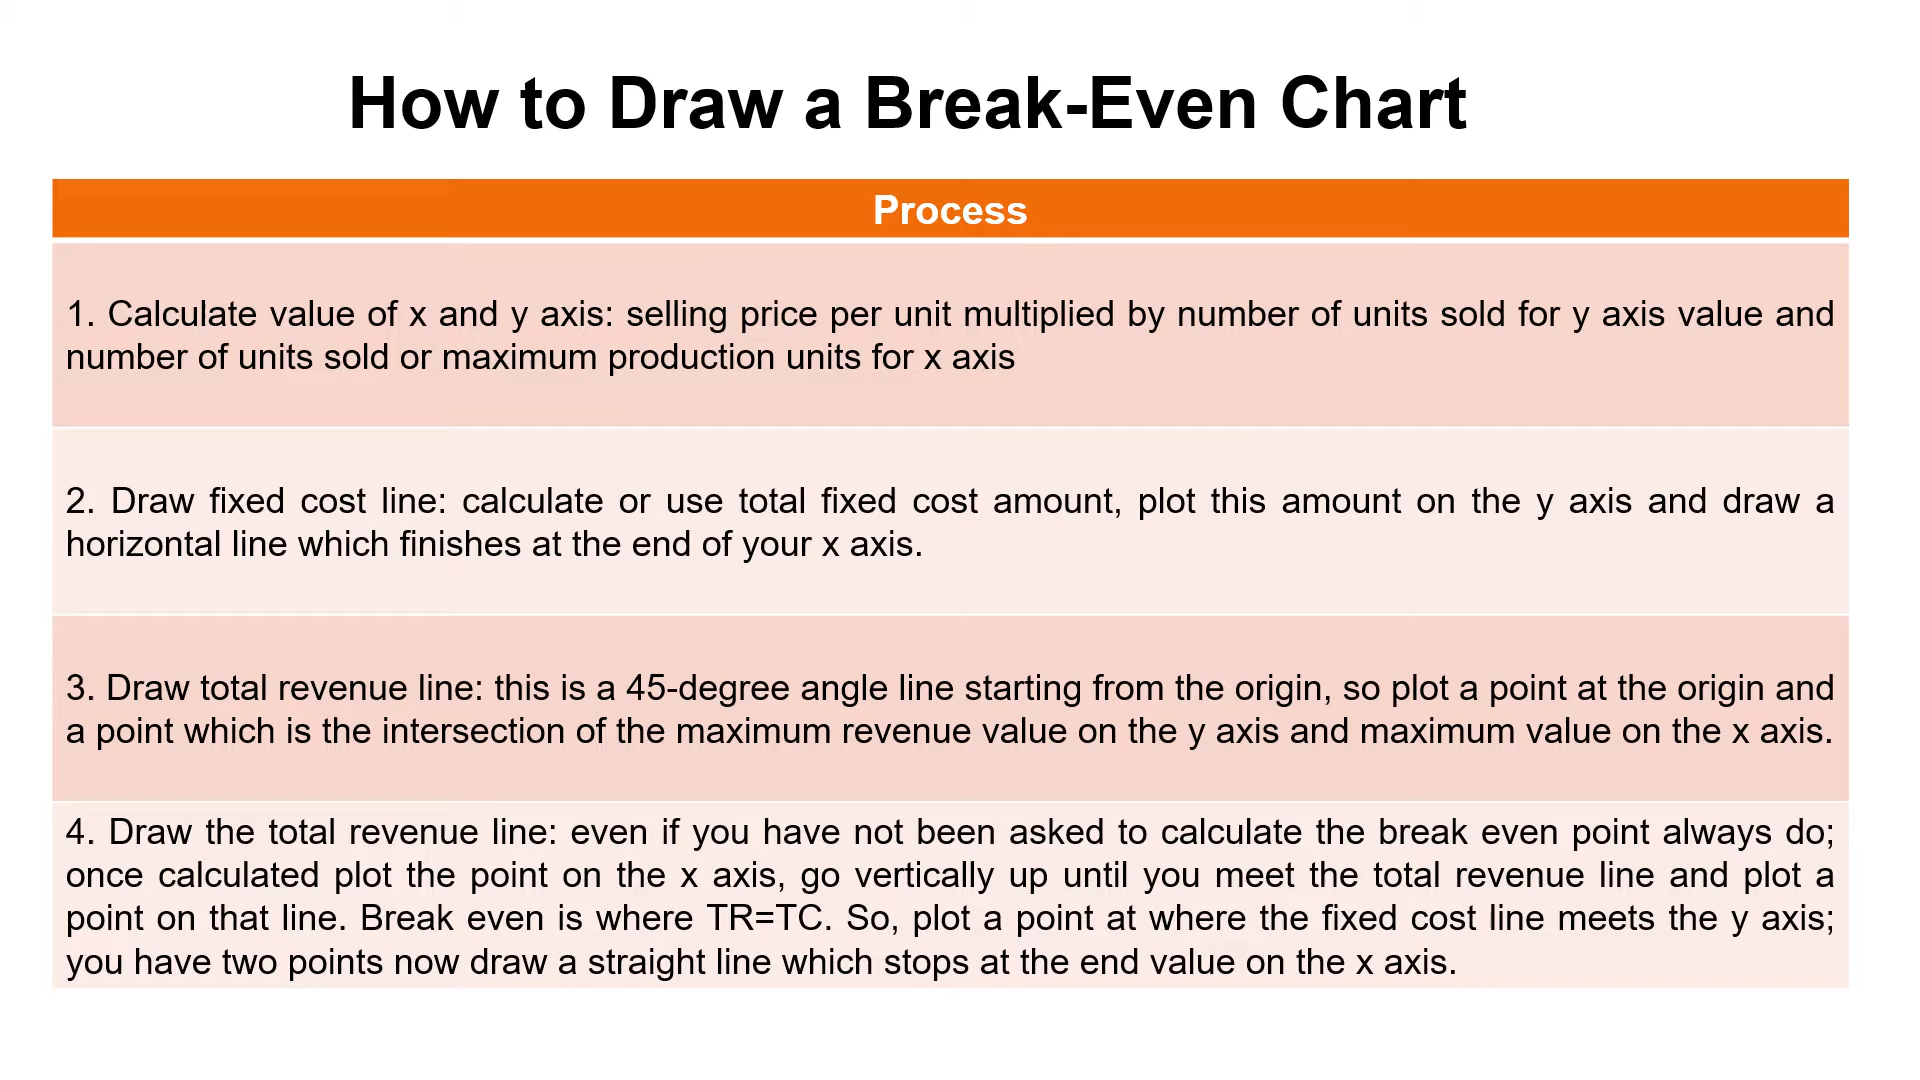 How to Draw a Break-Even Chart
Process
1. Calculate value of x and y axis: selling price per unit multiplied by number of units sold for y axis value and
number of units sold or maximum production units for x axis
2. Draw fixed cost line: calculate or use total fixed cost amount, plot this amount on the y axis and draw a
horizontal line which finishes at the end of your x axis.
3. Draw total revenue line: this is a 45-degree angle line starting from the origin, so plot a point at the origin and
a point which is the intersection of the maximum revenue value on the y axis and maximum value on the x axis.
4. Draw the total revenue line: even if you have not been asked to calculate the break even point always do;
once calculated plot the point on the x axis, go vertically up until you meet the total revenue line and plot a
point on that line. Break even is where TR=TC. So, plot a point at where the fixed cost line meets the y axis;
you have two points now draw a straight line which stops at the end value on the x axis.